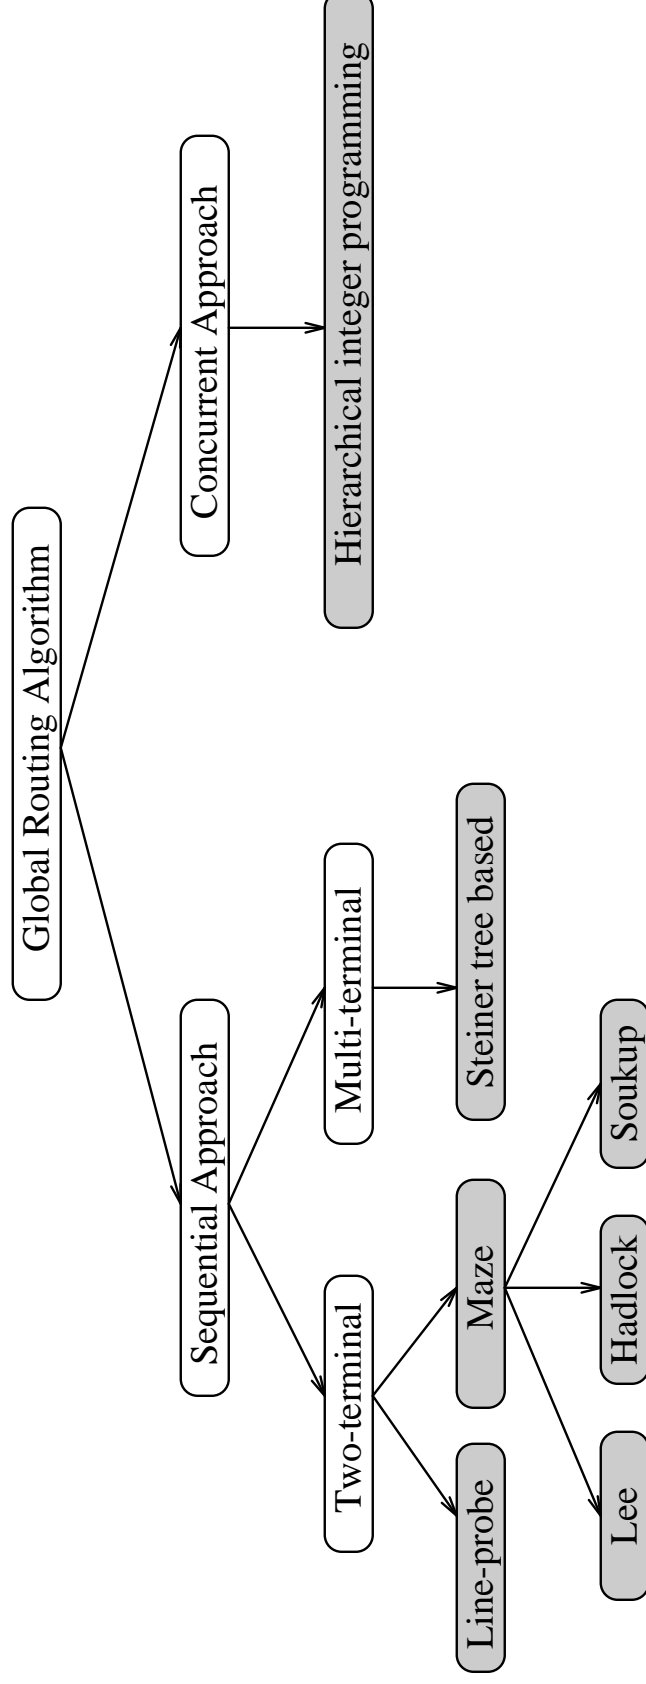 Global Routing Algorithm
Sequential Approach
Concurrent Approach
Two-terminal
Multi-terminal
Hierarchical integer programming
Line-probe
Maze
Steiner tree based
Lee
Hadlock
Soukup